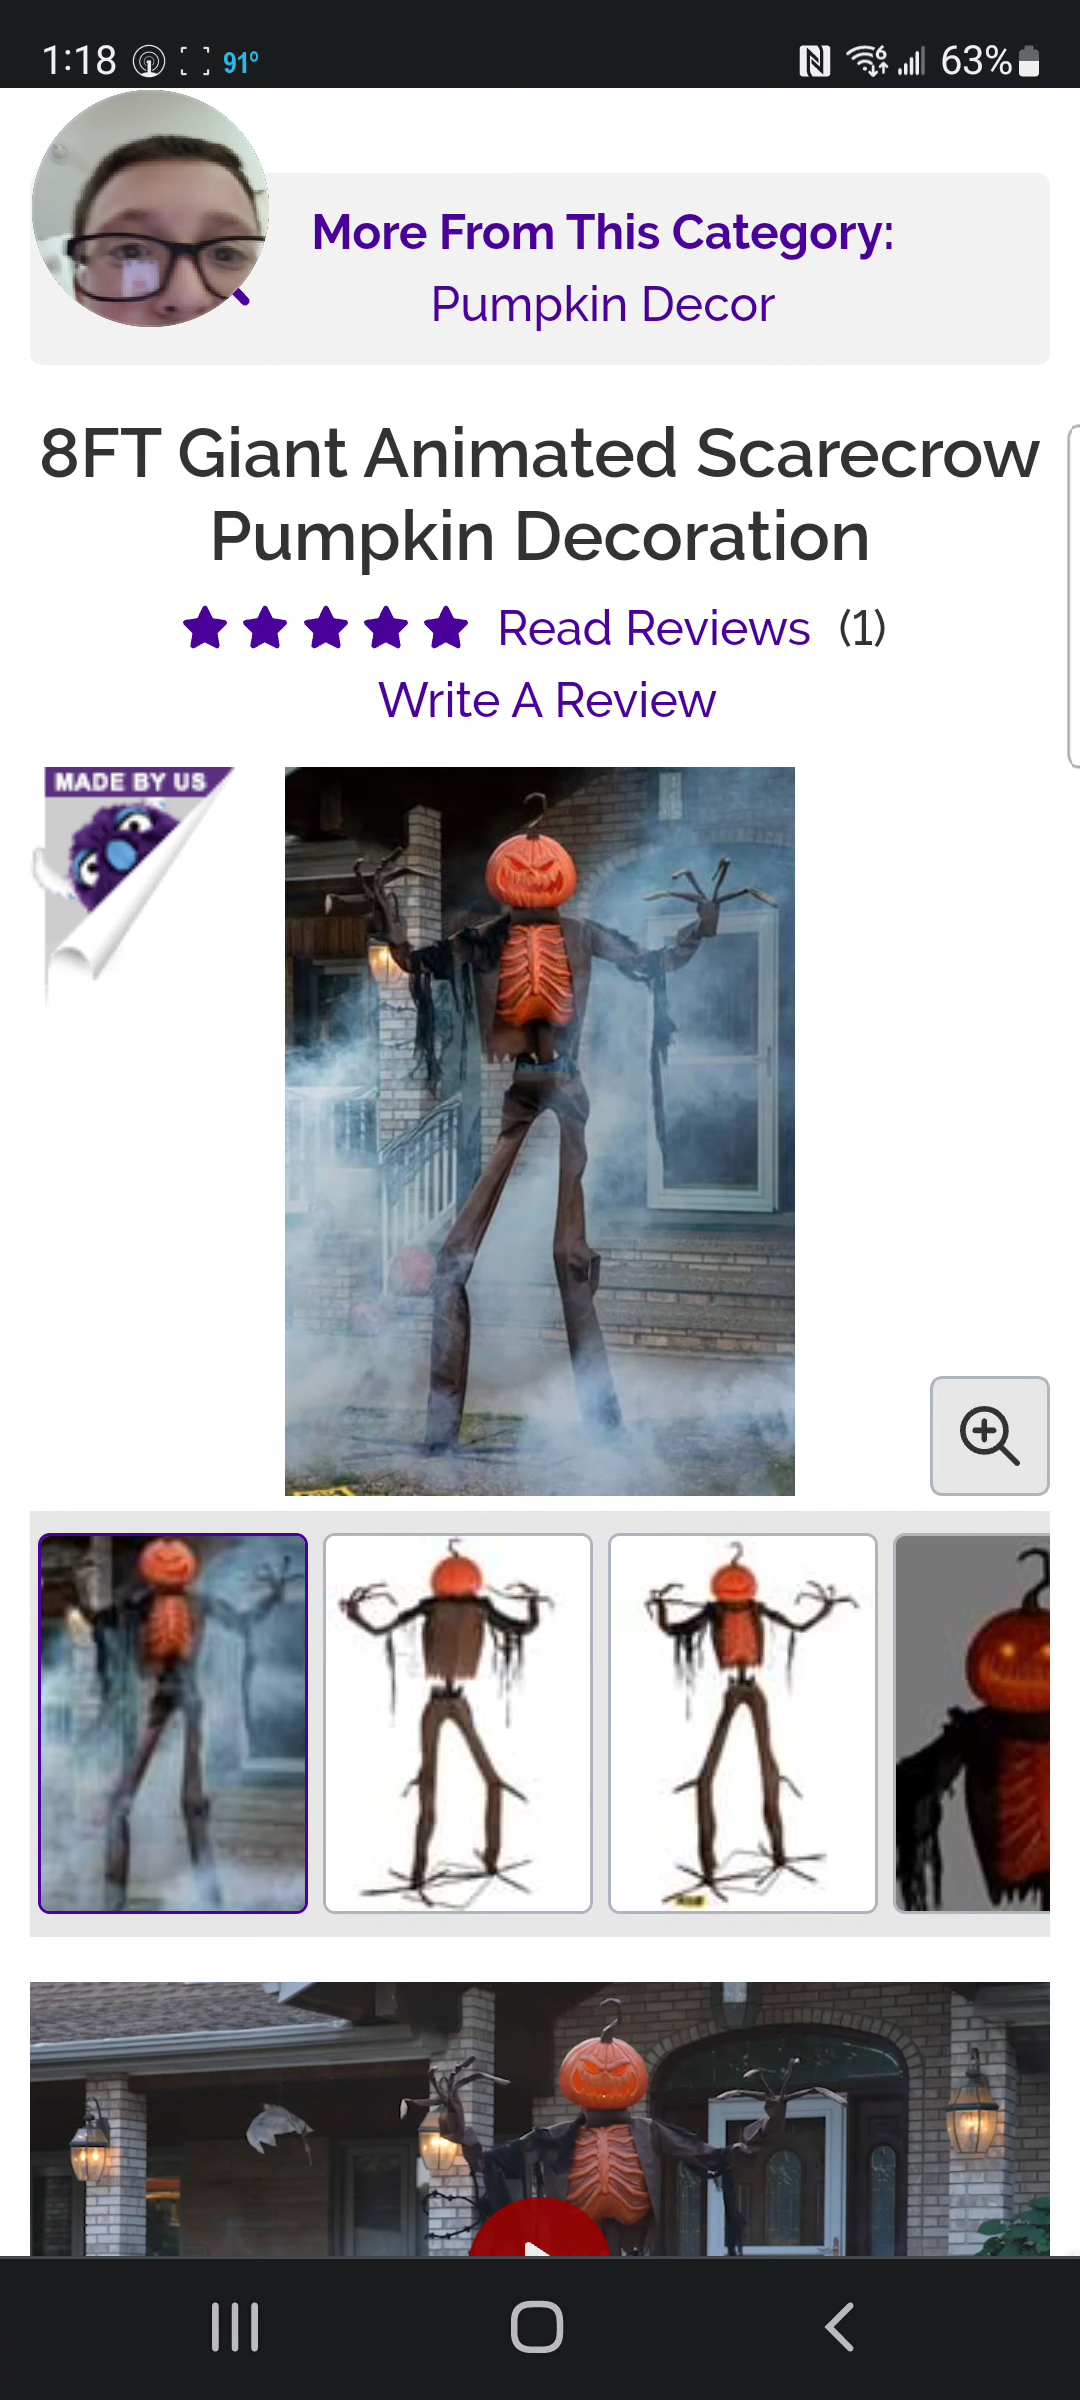 1:18 91° 63%
More From This Category:
Pumpkin Decor
8FT Giant Animated Scarecrow
Pumpkin Decoration
Read Reviews (1)
Write A Review
MADE BY US